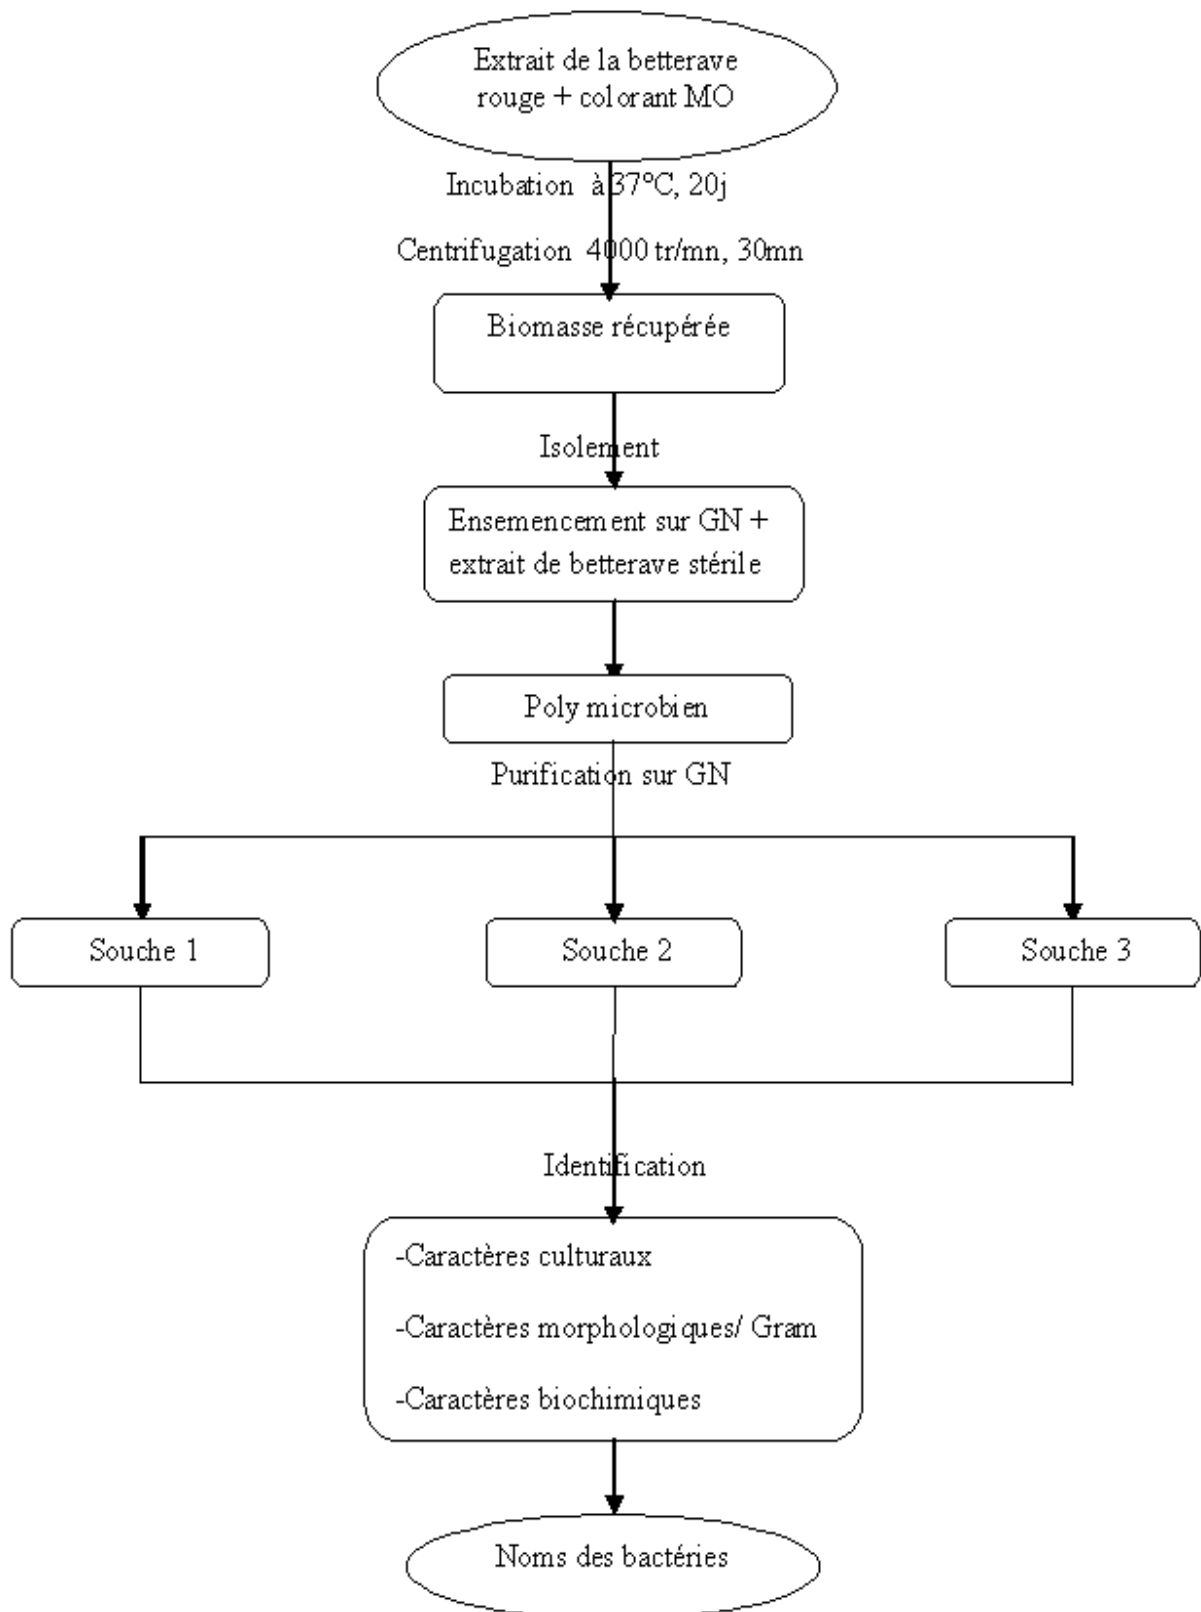 Extrait de la betterave
rouge + colorant MO
Incubation à 37°C, 20j
Centrifugation 4000 tr/mn, 30mn
Biomasse récupérée
Isolement
Ensemencement sur GN +
extrait de betterave stérile
Poly microbien
Purification sur GN
Souche 1
Souche 2
Souche 3
Identification
-Caractères culturaux
-Caractères morphologiques/ Gram
-Caractères biochimiques
Noms des bactéries